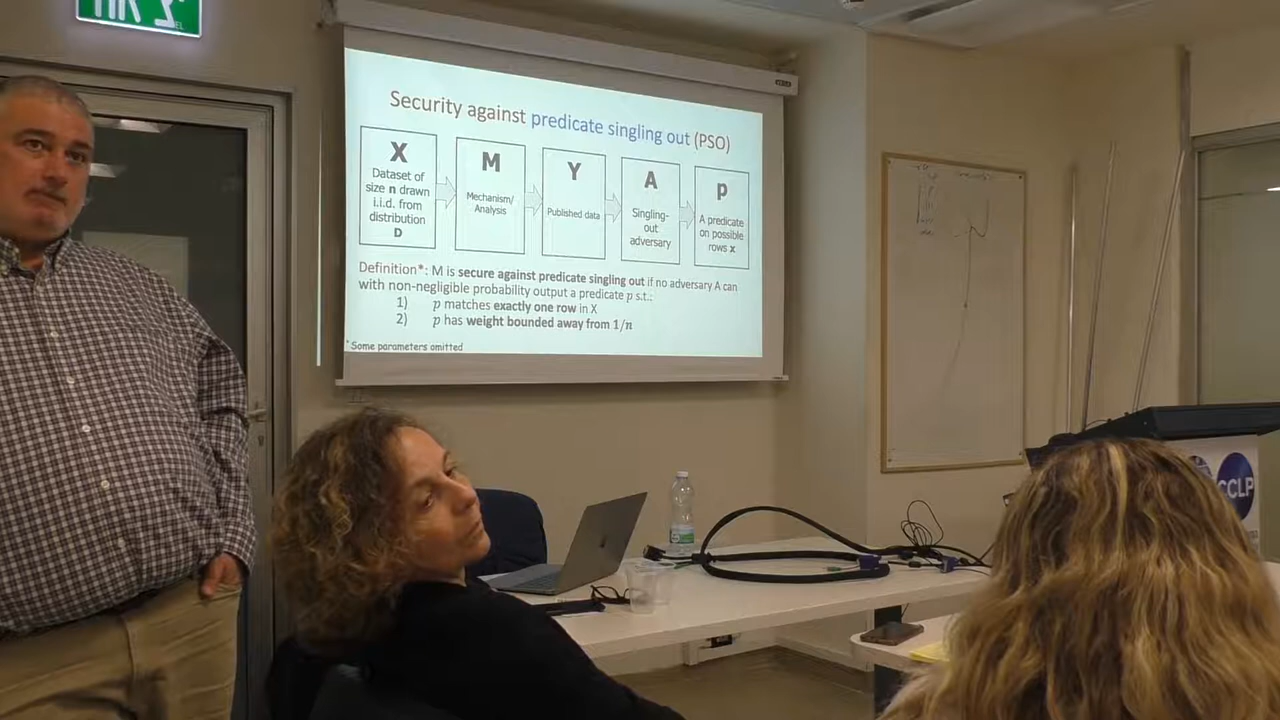 Security against predicate singling out (PSO)
X
Dataset of
size n drawn
i.i.d. from
distribution
D
M
Mechanism/
Analysis
Y
Published data
A
Singling-
out
adversary
p
A predicate
on possible
rows x
Definition*: M is secure against predicate singling out if no adversary A can
with non-negligible probability output a predicate p s.t.:
1) p matches exactly one row in X
2) p has weight bounded away from 1/n
* Some parameters omitted
CCLP